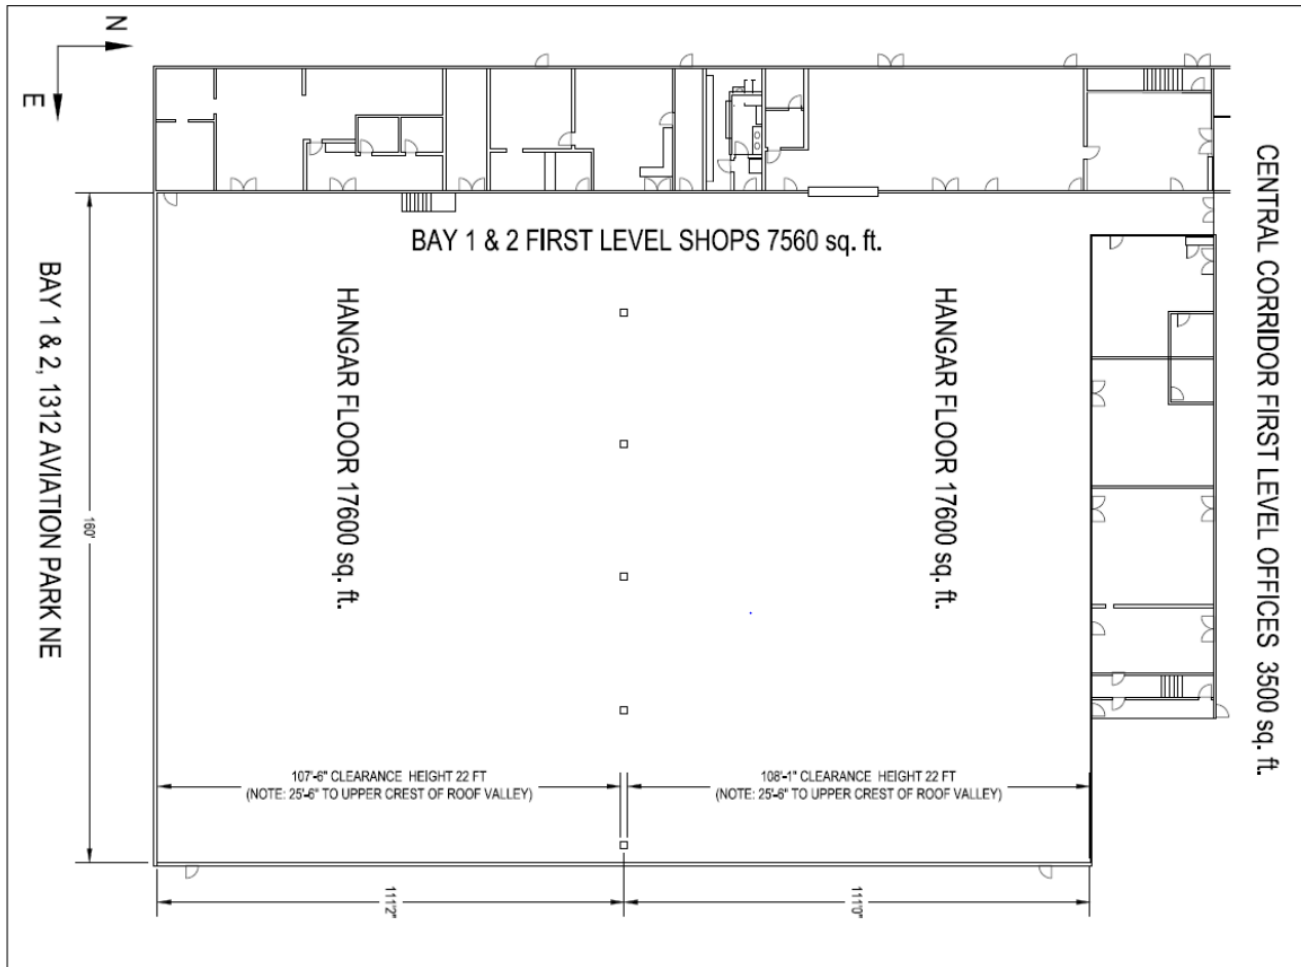 N
E
BAY 1 & 2 FIRST LEVEL SHOPS 7560 sq. ft.
HANGAR FLOOR 17600 sq. ft.
HANGAR FLOOR 17600 sq. ft.
CENTRAL CORRIDOR FIRST LEVEL OFFICES 3500 sq. ft.
BAY 1 & 2, 1312 AVIATION PARK NE
160'
107'-6" CLEARANCE HEIGHT 22 FT
(NOTE: 25'-6" TO UPPER CREST OF ROOF VALLEY)
108'-1" CLEARANCE HEIGHT 22 FT
(NOTE: 25'-6" TO UPPER CREST OF ROOF VALLEY)
111'2"
111'0"